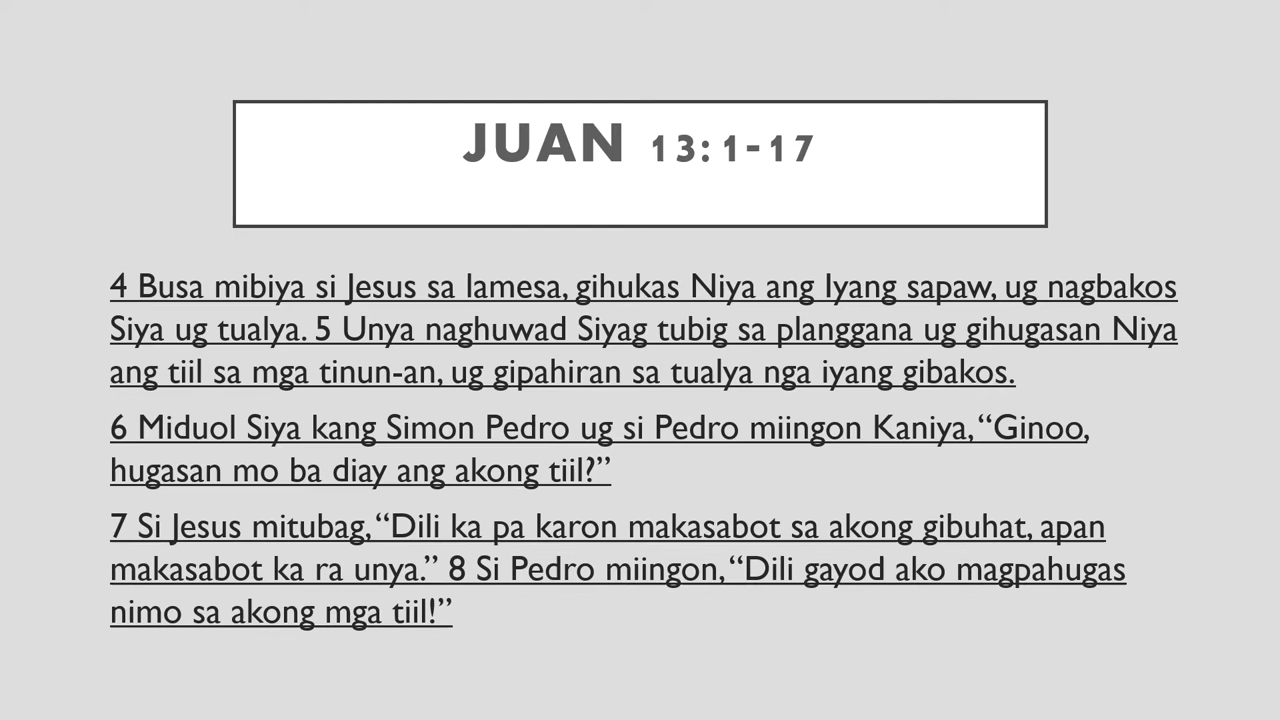 JUAN 13:1-17
4 Busa mibiya si Jesus sa lamesa, gihukas Niya ang Iyang sapaw, ug nagbakos
Siya ug tualya. 5 Unya naghuwad Siyag tubig sa planggana ug gihugasan Niya
ang tiil sa mga tinun-an, ug gipahiran sa tualya nga iyang gibakos.
6 Miduol Siya kang Simon Pedro ug si Pedro miingon Kaniya, “Ginoo,
hugasan mo ba diay ang akong tiil?”
7 Si Jesus mitubag, “Dili ka pa karon makasabot sa akong gibuhat, apan
makasabot ka ra unya.” 8 Si Pedro miingon, “Dili gayod ako magpahugas
nimo sa akong mga tiil!”